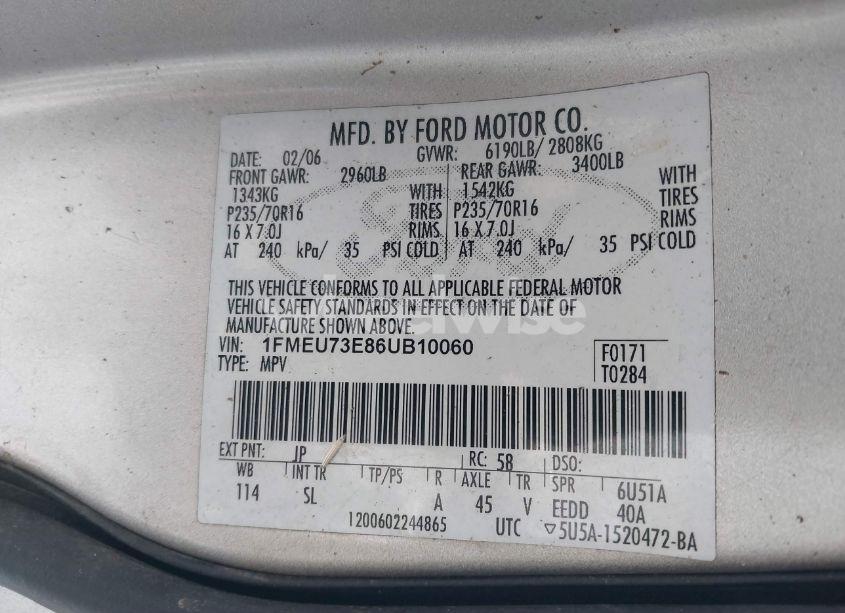 MFD. BY FORD MOTOR CO.
DATE: 02/06 GVWR: 6190LB/ 2808KG
FRONT GAWR: 2960LB REAR GAWR: 3400LB
1343KG WITH 1542KG WITH
P235/70R16 TIRES P235/70R16 TIRES
16 X 7.0J RIMS 16 X 7.0J RIMS
AT 240 kPa/ 35 PSI COLD AT 240 kPa/ 35 PSI COLD
THIS VEHICLE CONFORMS TO ALL APPLICABLE FEDERAL MOTOR
VEHICLE SAFETY STANDARDS IN EFFECT ON THE DATE OF
MANUFACTURE SHOWN ABOVE.
VIN: 1FMEU73E86UB10060
TYPE: MPV
F0171
T0284
EXT PNT: JP RC: 58 DSO:
WB INT TR TP/PS R AXLE TR SPR 6U51A
114 SL A 45 V EEDD 40A
1200602244865 UTC ▽5U5A-1520472-BA